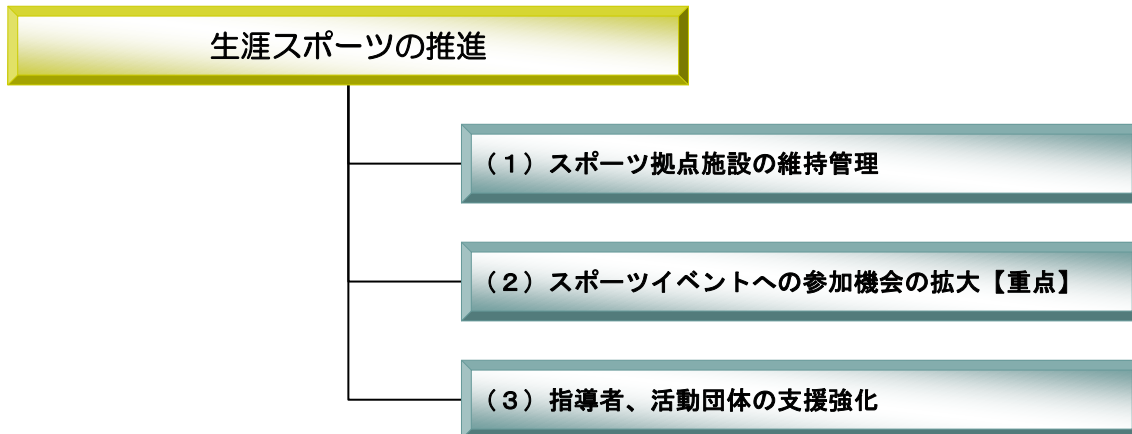 生涯スポーツの推進
（１）スポーツ拠点施設の維持管理
（２）スポーツイベントへの参加機会の拡大【重点】
（３）指導者、活動団体の支援強化